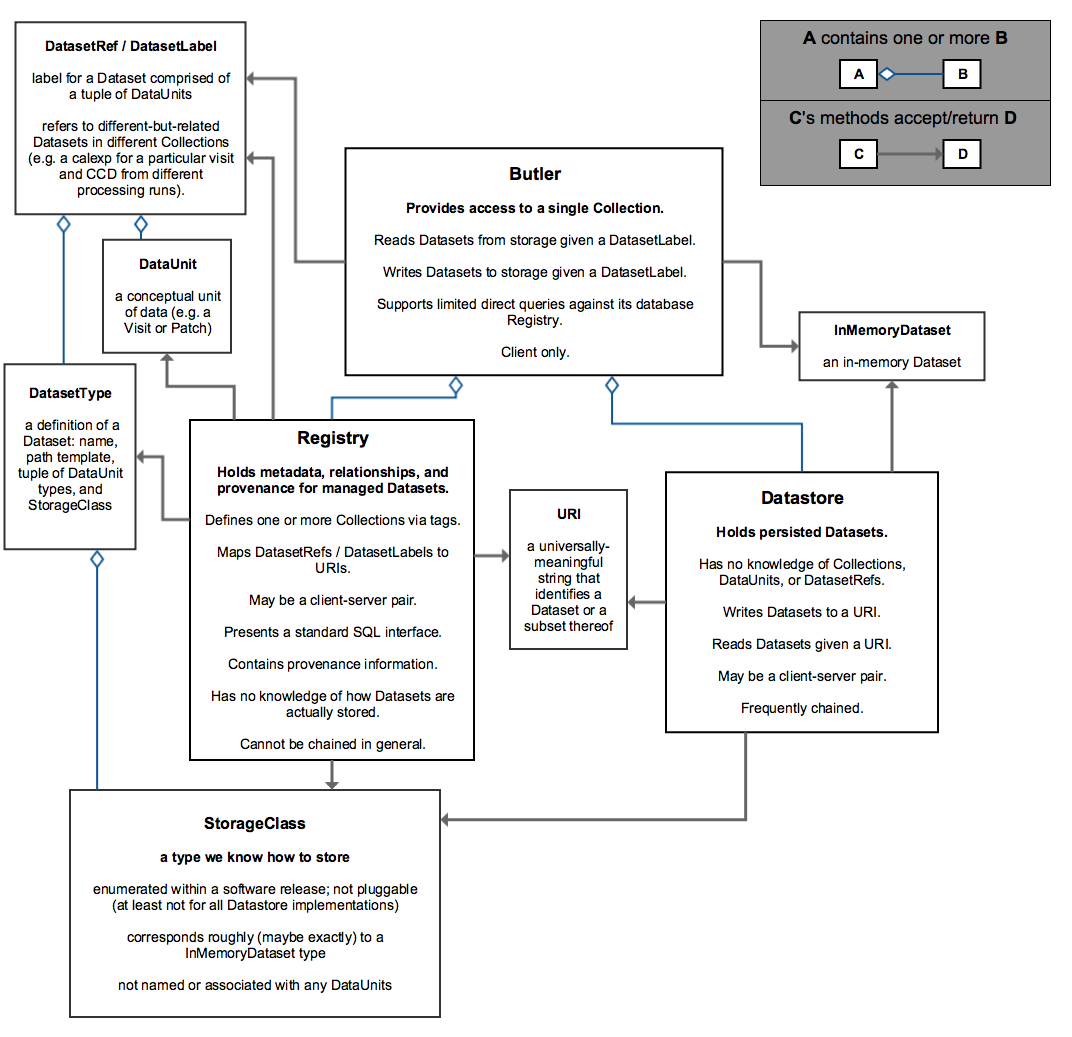 DatasetRef / DatasetLabel
label for a Dataset comprised of
a tuple of DataUnits
refers to different-but-related
Datasets in different Collections
(e.g. a calexp for a particular visit
and CCD from different
processing runs).
A contains one or more B
A
B
C's methods accept/return D
C
D
Butler
Provides access to a single Collection.
Reads Datasets from storage given a DatasetLabel.
Writes Datasets to storage given a DatasetLabel.
Supports limited direct queries against its database
Registry.
Client only.
DataUnit
a conceptual unit
of data (e.g. a
Visit or Patch)
InMemoryDataset
an in-memory Dataset
DatasetType
a definition of a
Dataset: name,
path template,
tuple of DataUnit
types, and
StorageClass
Registry
Holds metadata, relationships, and
provenance for managed Datasets.
Defines one or more Collections via tags.
Maps DatasetRefs / DatasetLabels to
URIs.
May be a client-server pair.
Presents a standard SQL interface.
Contains provenance information.
Has no knowledge of how Datasets are
actually stored.
Cannot be chained in general.
URI
a universally-
meaningful
string that
identifies a
Dataset or a
subset thereof
Datastore
Holds persisted Datasets.
Has no knowledge of Collections,
DataUnits, or DatasetRefs.
Writes Datasets to a URI.
Reads Datasets given a URI.
May be a client-server pair.
Frequently chained.
StorageClass
a type we know how to store
enumerated within a software release; not pluggable
(at least not for all Datastore implementations)
corresponds roughly (maybe exactly) to a
InMemoryDataset type
not named or associated with any DataUnits